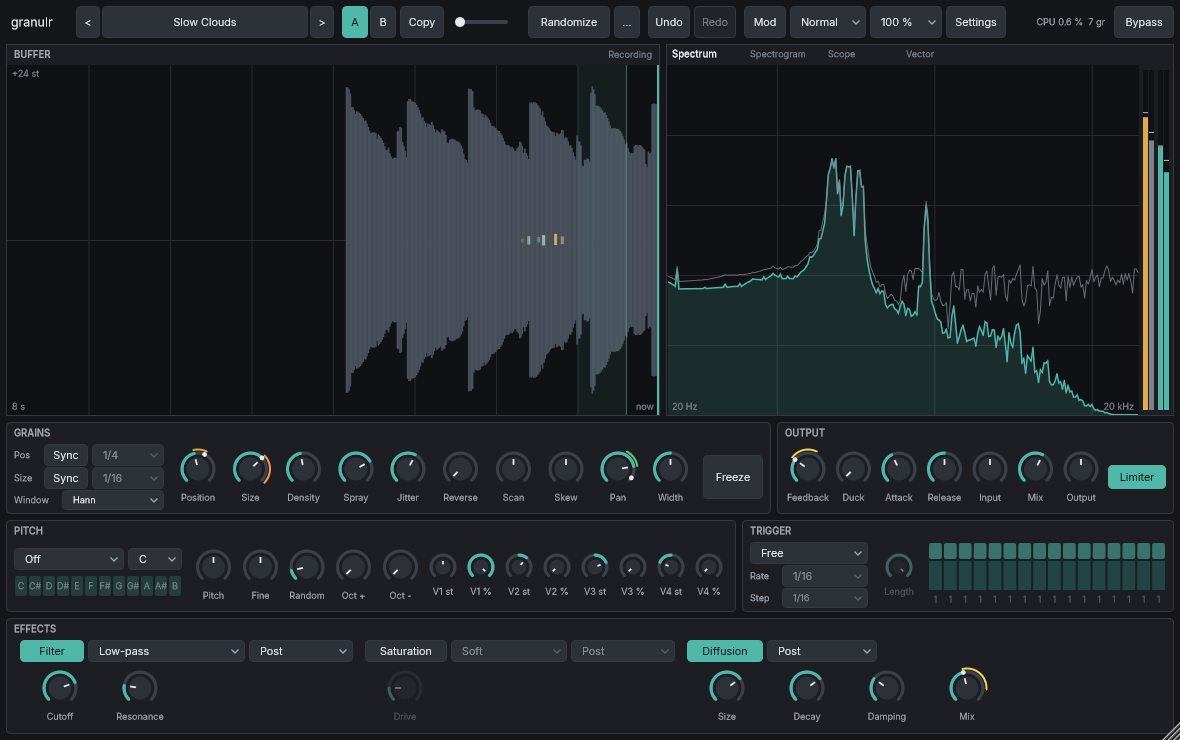 granulr < Slow Clouds > A B Copy Randomize ... Undo Redo Mod Normal 100 % Settings CPU 0.6 % 7 gr Bypass
BUFFER Recording
Spectrum Spectrogram Scope Vector
+24 st
8 s now
20 Hz 20 kHz
GRAINS
Pos Sync 1/4
Size Sync 1/16
Window Hann
Position Size Density Spray Jitter Reverse Scan Skew Pan Width
Freeze
OUTPUT
Feedback Duck Attack Release Input Mix Output
Limiter
PITCH
Off C
C C# D D# E F F# G G# A A# B
Pitch Fine Random Oct + Oct - V1 st V1 % V2 st V2 % V3 st V3 % V4 st V4 %
TRIGGER
Free
Rate 1/16
Step 1/16
Length
1 1 1 1 1 1 1 1 1 1 1 1 1 1 1 1
EFFECTS
Filter Low-pass Post Saturation Soft Post Diffusion Post
Cutoff Resonance Drive Size Decay Damping Mix